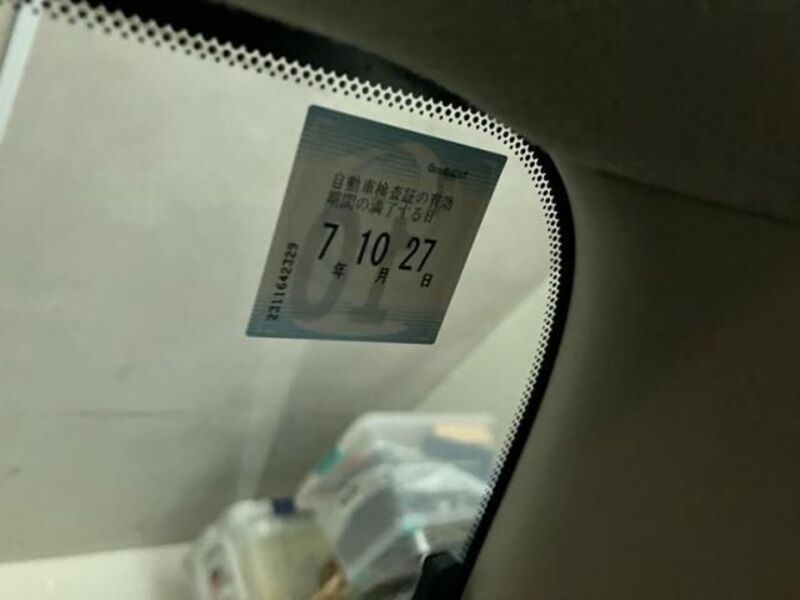 自動車検査証の有効
期間の満了する日
7年 10月 27日
2311642329